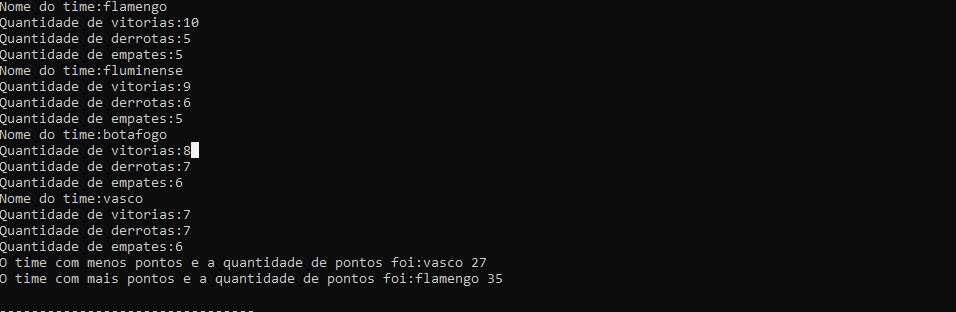 Nome do time:flamengo
Quantidade de vitorias:10
Quantidade de derrotas:5
Quantidade de empates:5
Nome do time:fluminense
Quantidade de vitorias:9
Quantidade de derrotas:6
Quantidade de empates:5
Nome do time:botafogo
Quantidade de vitorias:8
Quantidade de derrotas:7
Quantidade de empates:6
Nome do time:vasco
Quantidade de vitorias:7
Quantidade de derrotas:7
Quantidade de empates:6
O time com menos pontos e a quantidade de pontos foi:vasco 27
O time com mais pontos e a quantidade de pontos foi:flamengo 35
--------------------------------